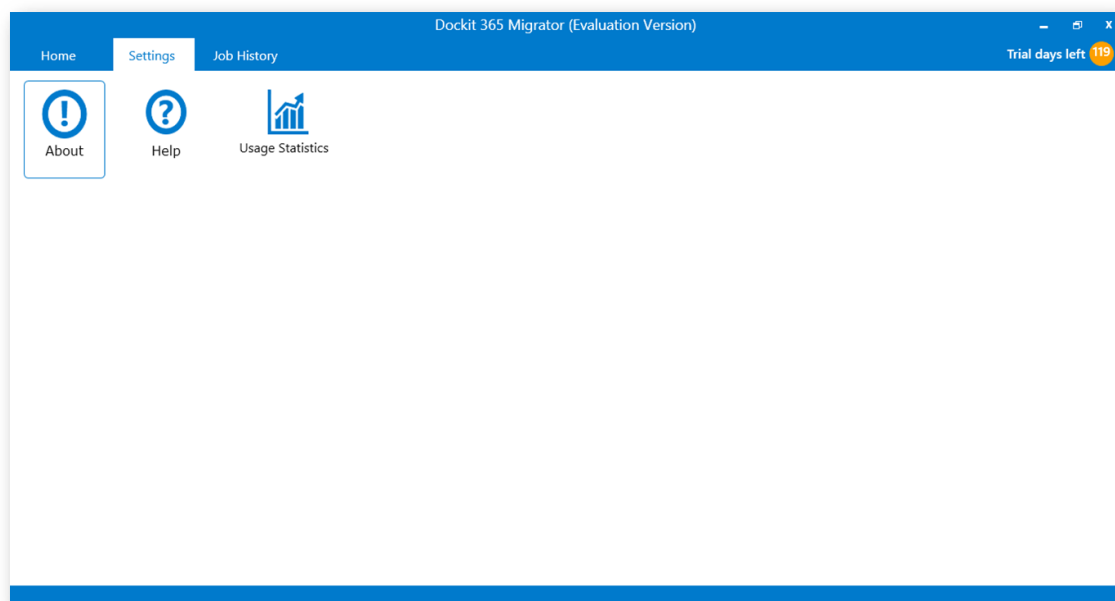 Dockit 365 Migrator (Evaluation Version)
Home Settings Job History Trial days left 119
About Help Usage Statistics